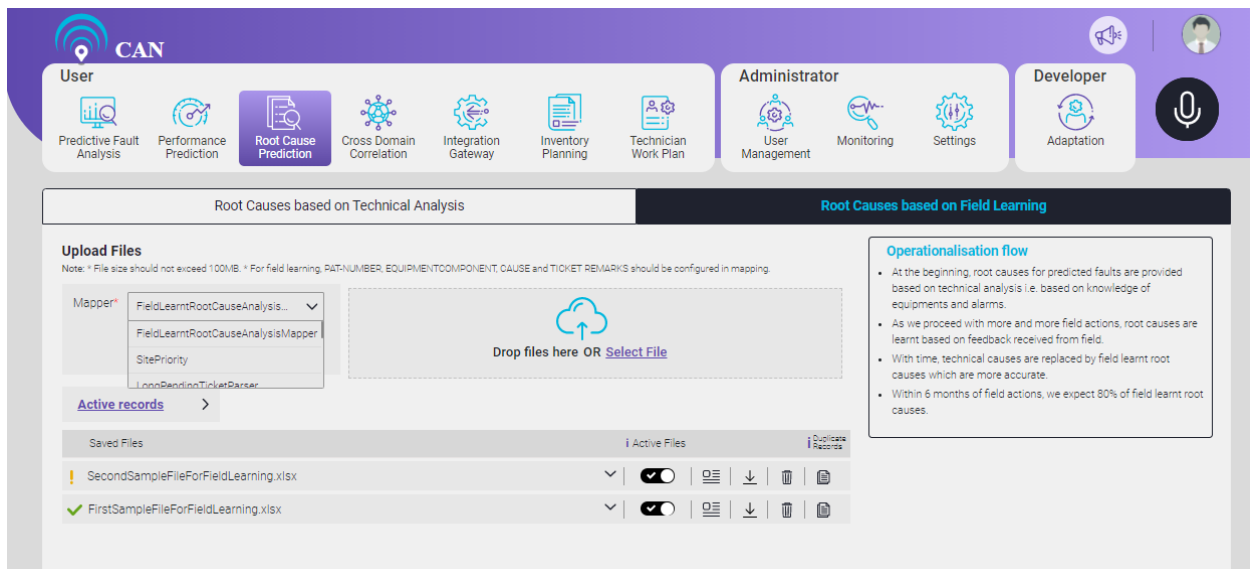 CAN
User
Administrator
Developer
Predictive Fault
Analysis
Performance
Prediction
Root Cause
Prediction
Cross Domain
Correlation
Integration
Gateway
Inventory
Planning
Technician
Work Plan
User
Management
Monitoring
Settings
Adaptation
Root Causes based on Technical Analysis
Root Causes based on Field Learning
Upload Files
Note: * File size should not exceed 100MB. * For field learning, PAT-NUMBER, EQUIPMENTCOMPONENT, CAUSE and TICKET REMARKS should be configured in mapping.
Mapper*
FieldLearntRootCauseAnalysis...
FieldLearntRootCauseAnalysisMapper
SitePriority
LongPendingTicketParser
Drop files here OR Select File
Active records >
Saved Files
i Active Files
i Duplicate
Records
SecondSampleFileForFieldLearning.xlsx
FirstSampleFileForFieldLearning.xlsx
Operationalisation flow
• At the beginning, root causes for predicted faults are provided
based on technical analysis i.e. based on knowledge of
equipments and alarms.
• As we proceed with more and more field actions, root causes are
learnt based on feedback received from field.
• With time, technical causes are replaced by field learnt root
causes which are more accurate.
• Within 6 months of field actions, we expect 80% of field learnt root
causes.